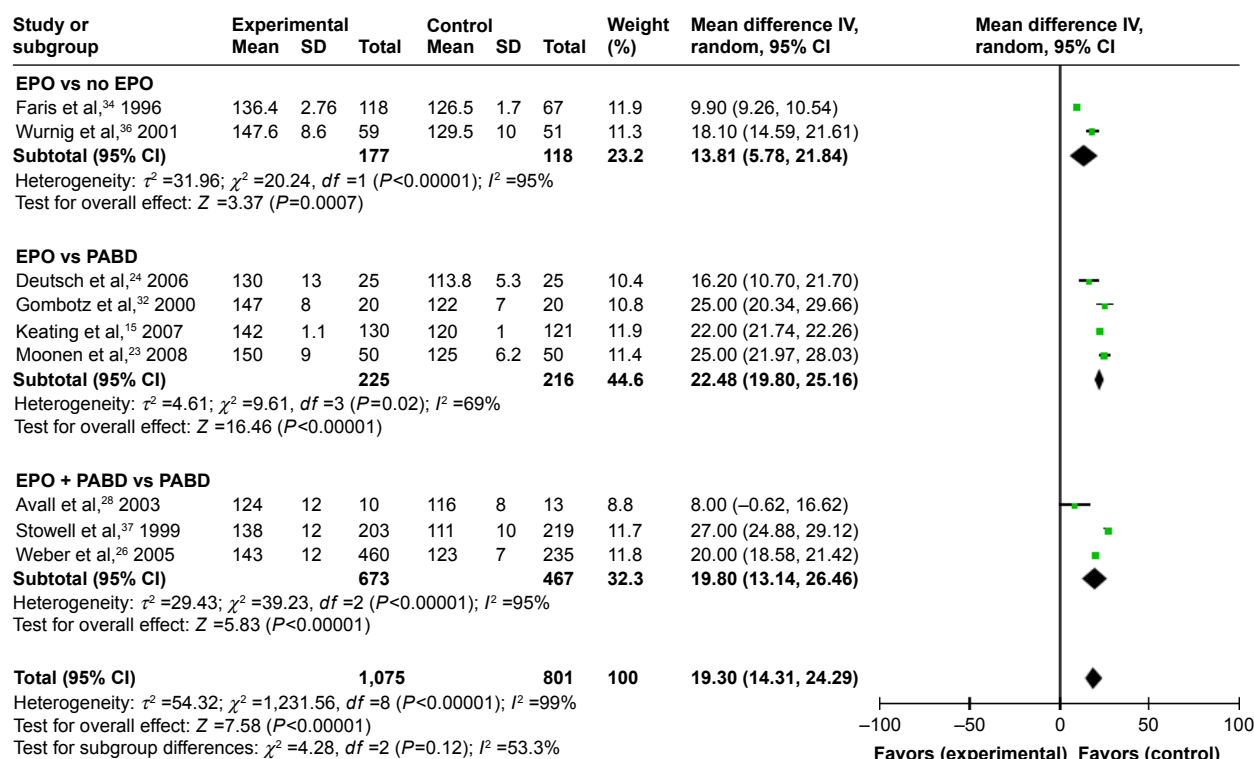 Study or subgroup Experimental Control Weight (%) Mean difference IV, random, 95% CI Mean difference IV, random, 95% CI
Mean SD Total Mean SD Total
EPO vs no EPO
Faris et al,³⁴ 1996 136.4 2.76 118 126.5 1.7 67 11.9 9.90 (9.26, 10.54)
Wurnig et al,³⁶ 2001 147.6 8.6 59 129.5 10 51 11.3 18.10 (14.59, 21.61)
Subtotal (95% CI) 177 118 23.2 13.81 (5.78, 21.84)
Heterogeneity: τ² =31.96; χ² =20.24, df =1 (P<0.00001); I² =95%
Test for overall effect: Z =3.37 (P=0.0007)
EPO vs PABD
Deutsch et al,²⁴ 2006 130 13 25 113.8 5.3 25 10.4 16.20 (10.70, 21.70)
Gombotz et al,³² 2000 147 8 20 122 7 20 10.8 25.00 (20.34, 29.66)
Keating et al,¹⁵ 2007 142 1.1 130 120 1 121 11.9 22.00 (21.74, 22.26)
Moonen et al,²³ 2008 150 9 50 125 6.2 50 11.4 25.00 (21.97, 28.03)
Subtotal (95% CI) 225 216 44.6 22.48 (19.80, 25.16)
Heterogeneity: τ² =4.61; χ² =9.61, df =3 (P=0.02); I² =69%
Test for overall effect: Z =16.46 (P<0.00001)
EPO + PABD vs PABD
Avall et al,²⁸ 2003 124 12 10 116 8 13 8.8 8.00 (–0.62, 16.62)
Stowell et al,³⁷ 1999 138 12 203 111 10 219 11.7 27.00 (24.88, 29.12)
Weber et al,²⁶ 2005 143 12 460 123 7 235 11.8 20.00 (18.58, 21.42)
Subtotal (95% CI) 673 467 32.3 19.80 (13.14, 26.46)
Heterogeneity: τ² =29.43; χ² =39.23, df =2 (P<0.00001); I² =95%
Test for overall effect: Z =5.83 (P<0.00001)
Total (95% CI) 1,075 801 100 19.30 (14.31, 24.29)
Heterogeneity: τ² =54.32; χ² =1,231.56, df =8 (P<0.00001); I² =99%
Test for overall effect: Z =7.58 (P<0.00001)
Test for subgroup differences: χ² =4.28, df =2 (P=0.12); I² =53.3%
–100 –50 0 50 100
Favors (experimental) Favors (control)